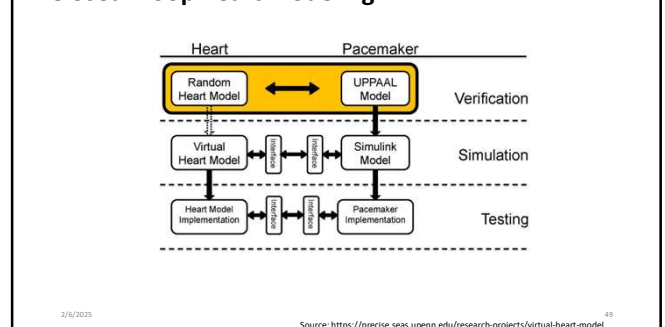 Heart Pacemaker
Random
Heart Model
UPPAAL
Model
Verification
Virtual
Heart Model
Interface
Interface
Simulink
Model
Simulation
Heart Model
Implementation
Interface
Interface
Pacemaker
Implementation
Testing
2/6/2025
49
Source: https://precise.seas.upenn.edu/research-projects/virtual-heart-model